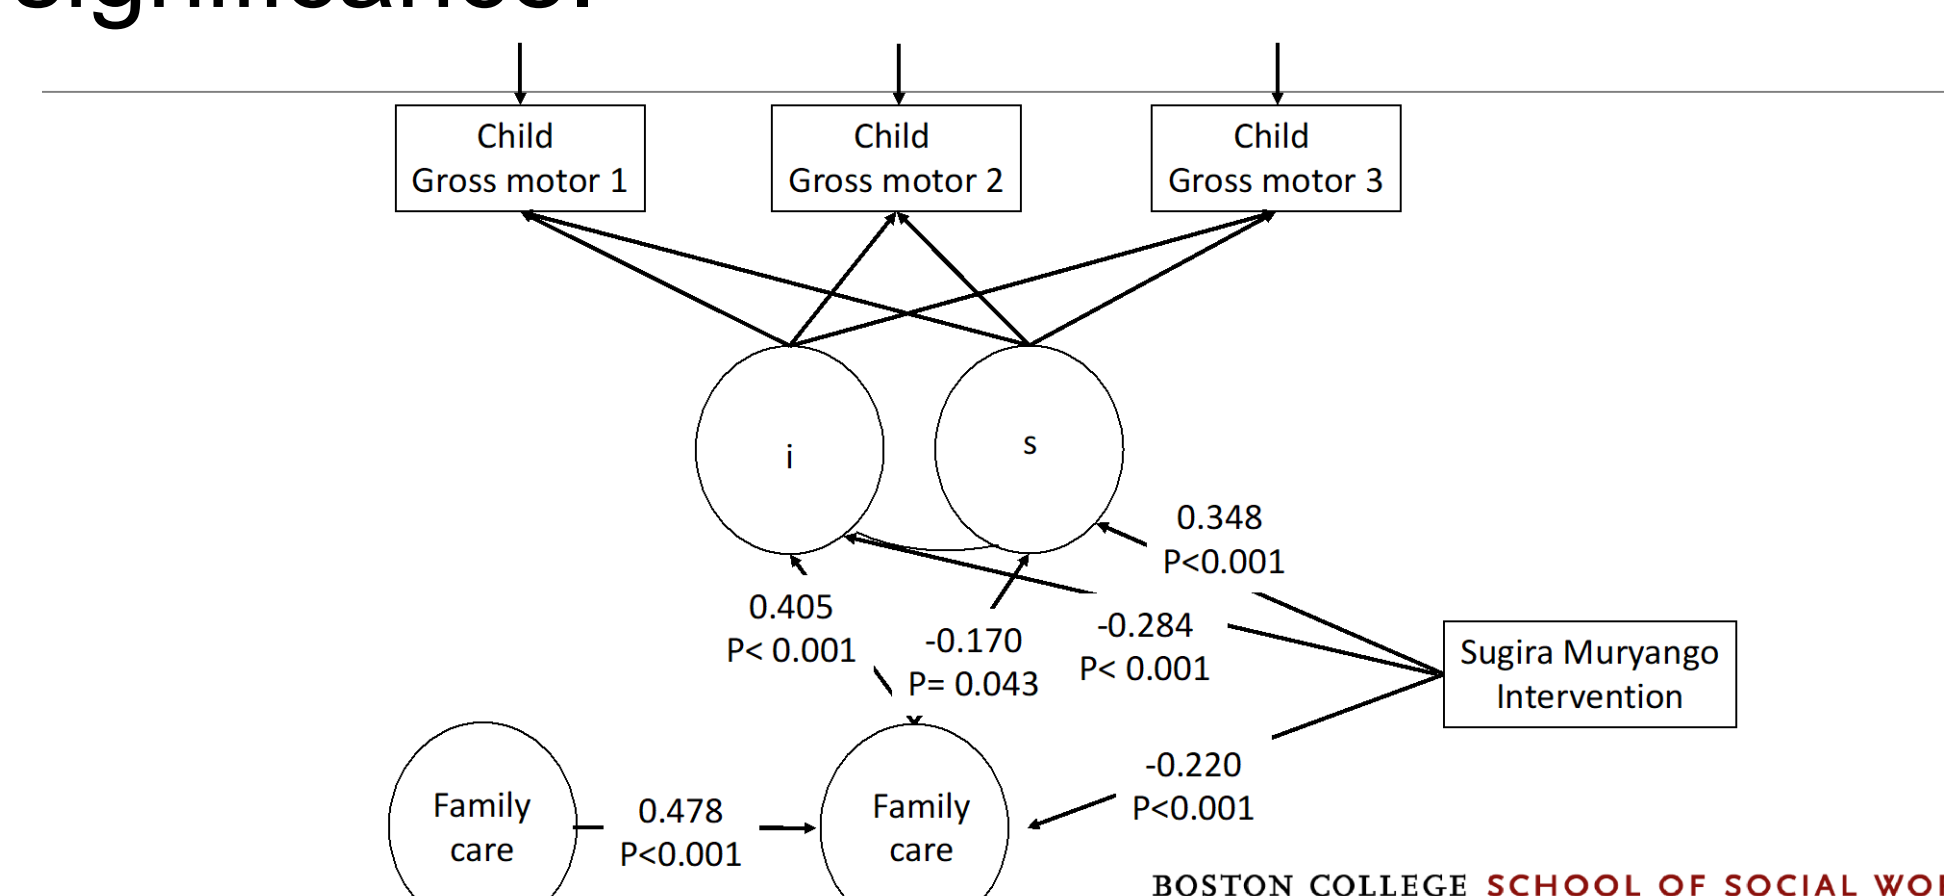 significance.
Child
Gross motor 1
Child
Gross motor 2
Child
Gross motor 3
i
s
0.348
P<0.001
0.405
P< 0.001
-0.170
P= 0.043
-0.284
P< 0.001
Sugira Muryango
Intervention
-0.220
P<0.001
Family
care
0.478
P<0.001
Family
care
BOSTON COLLEGE SCHOOL OF SOCIAL